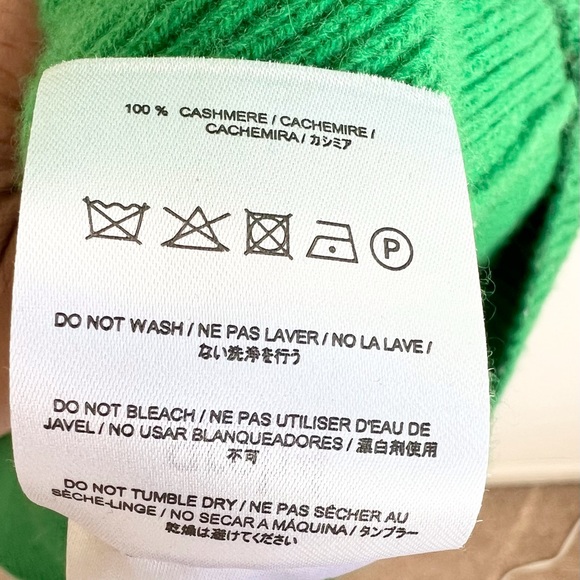 100 % CASHMERE / CACHEMIRE /
CACHEMIRA / カシミア
P
DO NOT WASH / NE PAS LAVER / NO LA LAVE /
ない洗浄を行う
DO NOT BLEACH / NE PAS UTILISER D'EAU DE
JAVEL / NO USAR BLANQUEADORES / 漂白剤使用
不可
DO NOT TUMBLE DRY / NE PAS SÉCHER AU
SÈCHE-LINGE / NO SECAR A MÁQUINA / タンブラー
乾燥は避けてください